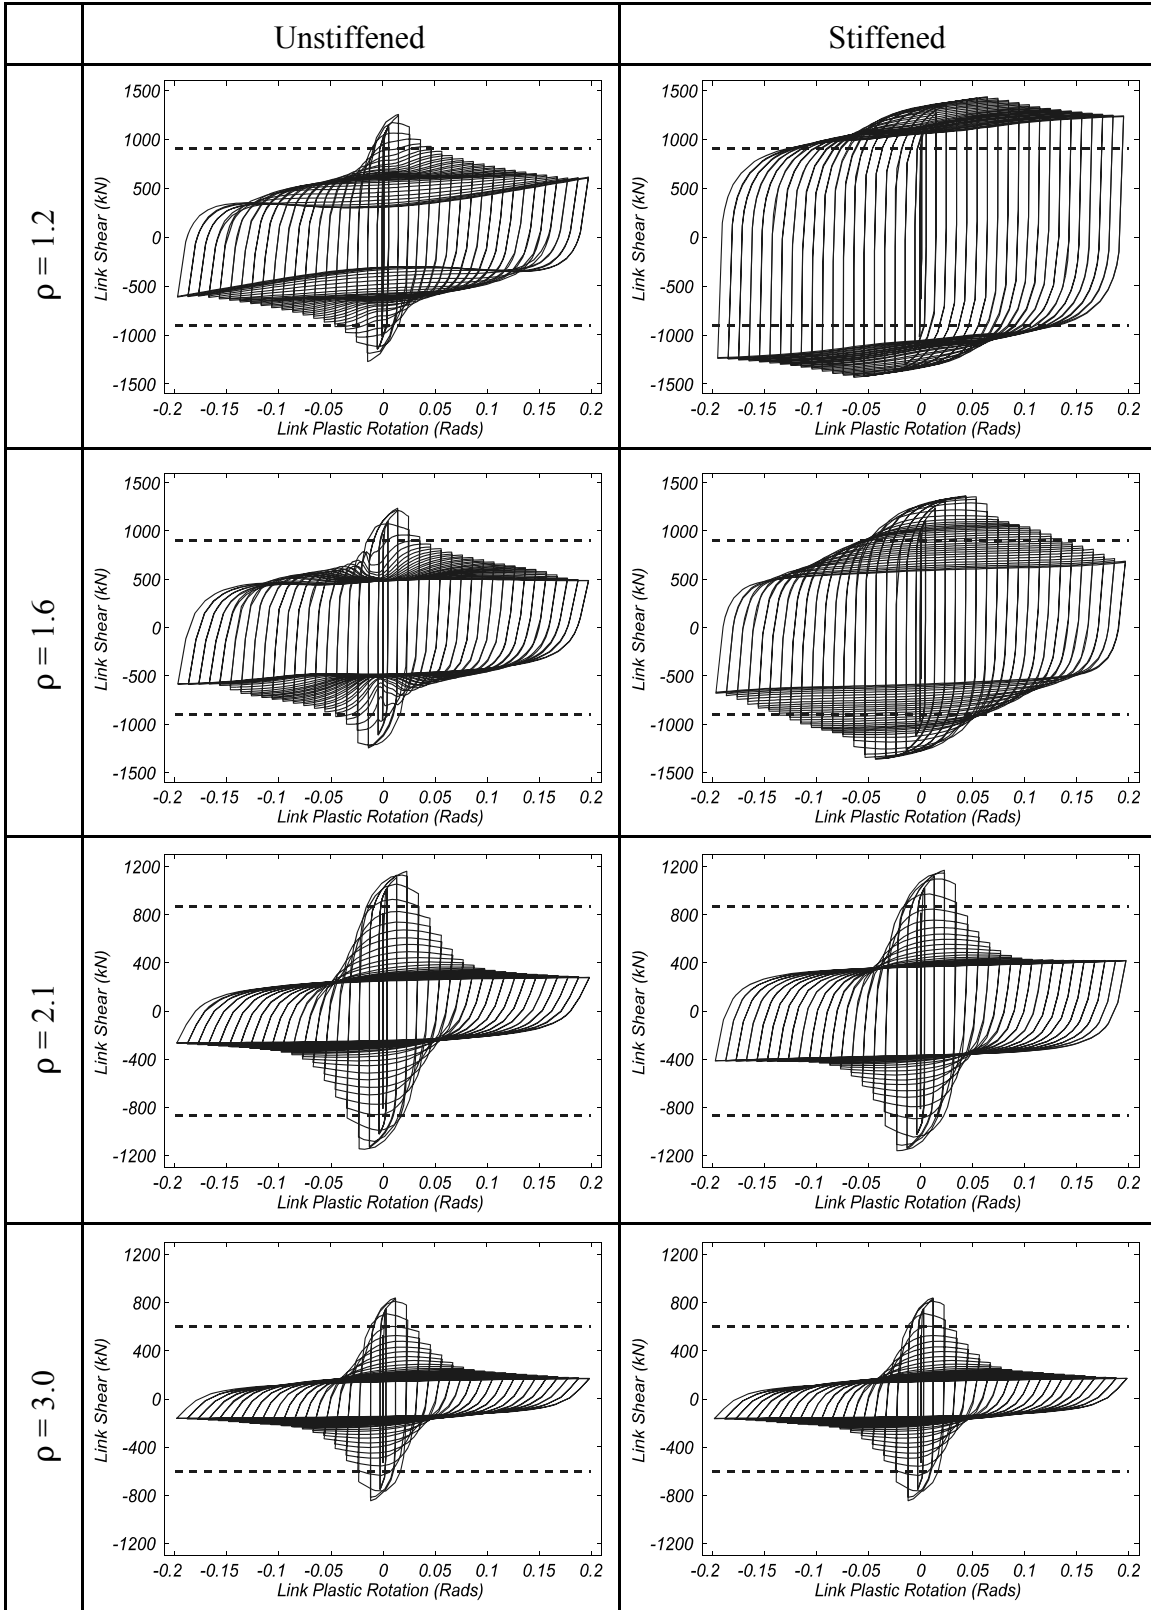 Unstiffened
Stiffened
ρ = 1.2
1500
1000
500
0
-500
-1000
-1500
Link Shear (kN)
-0.2 -0.15 -0.1 -0.05 0 0.05 0.1 0.15 0.2
Link Plastic Rotation (Rads)
1500
1000
500
0
-500
-1000
-1500
Link Shear (kN)
-0.2 -0.15 -0.1 -0.05 0 0.05 0.1 0.15 0.2
Link Plastic Rotation (Rads)
ρ = 1.6
1500
1000
500
0
-500
-1000
-1500
Link Shear (kN)
-0.2 -0.15 -0.1 -0.05 0 0.05 0.1 0.15 0.2
Link Plastic Rotation (Rads)
1500
1000
500
0
-500
-1000
-1500
Link Shear (kN)
-0.2 -0.15 -0.1 -0.05 0 0.05 0.1 0.15 0.2
Link Plastic Rotation (Rads)
ρ = 2.1
1200
800
400
0
-400
-800
-1200
Link Shear (kN)
-0.2 -0.15 -0.1 -0.05 0 0.05 0.1 0.15 0.2
Link Plastic Rotation (Rads)
1200
800
400
0
-400
-800
-1200
Link Shear (kN)
-0.2 -0.15 -0.1 -0.05 0 0.05 0.1 0.15 0.2
Link Plastic Rotation (Rads)
ρ = 3.0
1200
800
400
0
-400
-800
-1200
Link Shear (kN)
-0.2 -0.15 -0.1 -0.05 0 0.05 0.1 0.15 0.2
Link Plastic Rotation (Rads)
1200
800
400
0
-400
-800
-1200
Link Shear (kN)
-0.2 -0.15 -0.1 -0.05 0 0.05 0.1 0.15 0.2
Link Plastic Rotation (Rads)